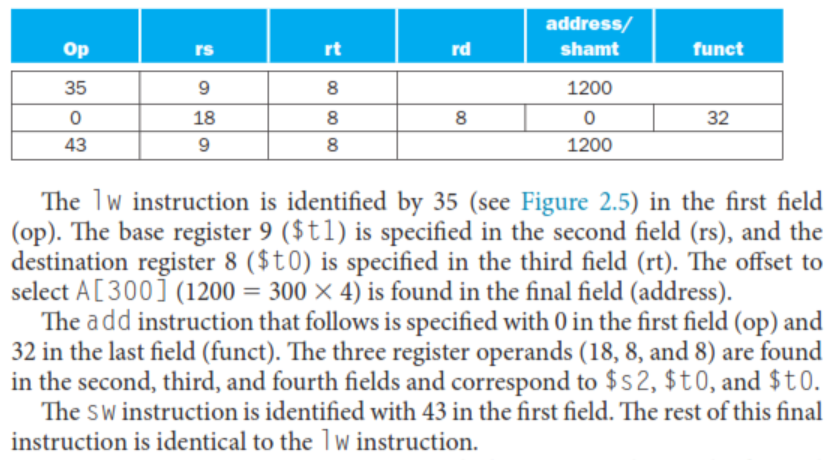 Op rs rt rd address/ shamt funct
35 9 8 1200
0 18 8 8 0 32
43 9 8 1200
The lw instruction is identified by 35 (see Figure 2.5) in the first field
(op). The base register 9 ($t1) is specified in the second field (rs), and the
destination register 8 ($t0) is specified in the third field (rt). The offset to
select A[300] (1200 = 300 × 4) is found in the final field (address).
The add instruction that follows is specified with 0 in the first field (op) and
32 in the last field (funct). The three register operands (18, 8, and 8) are found
in the second, third, and fourth fields and correspond to $s2, $t0, and $t0.
The sw instruction is identified with 43 in the first field. The rest of this final
instruction is identical to the lw instruction.